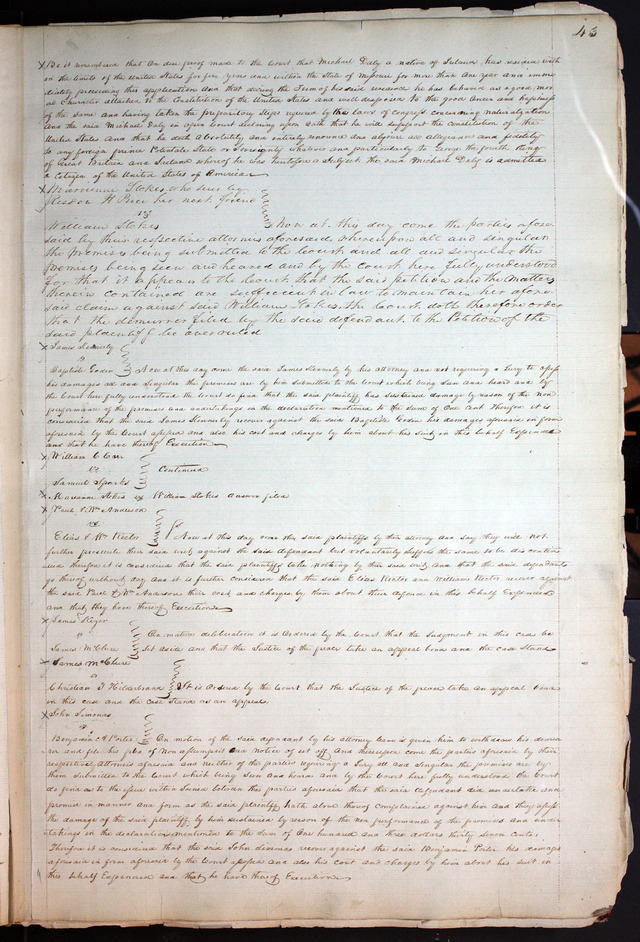 43
Be it remembered that On due proof made to the Court that Michael Daly a native of Ireland has resided with
in the limits of the United States for five years and within the State of Missouri for more than One year and imme
diately preceeding this application and that during the Term of his said residence he has behaved as a good moral
Character attached to the Constitution of the United States and well disposed to the good Order and happiness
of the same and having taken the preparatory steps required by the Laws of Congress concerning naturalization
and the said Michael Daly in open Court declaring upon Oath that he will support the Constitution of the
United States And that he doth Absolutely and entirely renounce and abjure all allegiance and fidelity
to any foreign prince Potentate State or Sovereignty whatever and particularly to George the fourth King
of Great Britain and Ireland whereof he was heretofore a Subject the said Michael Daly is admitted
a Citizen of the United States of America
Marianne Stokes, who sues by
her next friend
vs
William Stokes Now at this day come the parties afore
said by their respective attornies aforesaid whereupon all and singular
the premises being submitted to the Court and all and singular the
premises being seen and heared and by the court here fully understood
for that it appears to the Court, that the said petition and the matters
therein contained are sufficient in law to maintain her afore
said claim against said William Stokes. The Court doth therefore order
that the demurrer filed by the said defendant to the Petition of the
said plaintiff be overruled
James Kennerly
vs
Baptiste Godin Now at this day come the said James Kennerly by his attorney and not requiring a Jury to assess
his damages all and singular the premises are by him submitted to the Court which being seen and heard and by
the Court here fully understood the Court do find that the said plaintiff has sustained damage by reason of the non
performance of the promises and undertakings in the declaration mentioned to the Sum of One Cent Therefore it is
considered that the said James Kennerly recover against the said Baptiste Godin his damages aforesaid in form
aforesaid by the Court assessed and also his cost and charges by him about his suit in this behalf Expended
and that he have thereof Execution
William C Carr
vs Continued
Samuel Sparks
Marianne Stokes vs William Stokes answer filed
Paul & Wm Anderson
vs
Elias & Wm Rector Now at this day come the said plaintiffs by their attorney and say they will not
further prosecute their said suit against the said defendant but voluntarily suffers the same to be dis contin
ued therefore it is considered that the said plaintiffs take nothing by their said writ and that the said defendants
go thereof without day and it is further considered that the said Elias Rector and William Rector recover against
the said Paul & Wm Anderson their cost and charges by them about their defence in this behalf Expended
and that they have thereof Execution
James Rigor
vs On mature deliberation it is Ordered by the Court that the Judgment in this case be
James McClure Set aside and that the Justice of the peace take an appeal bond and the case Stand
James McClure
vs
Christian T Hilderbrand It is Ordered by the Court that the Justice of the peace take an appeal bond
in this case and the case Stand as an appeal
John Simonds
vs
Benjamin A Porter On motion of the said defendant by his attorney leave is given him to withdraw his demur
rer and file his plea of Non assumpsit and notice of set off and thereupon come the parties aforesaid by their
respective attornies aforesaid and neither of the parties requiring a Jury all and singular the premises are by
them submitted to the Court which being seen and heard and by the Court here fully understood the Court
do find as to the issue within Joined between the parties aforesaid that the said defendant did undertake and
promise in manner and form as the said plaintiff hath above thereof Complained against him and they assess
the damage of the said plaintiff by him sustained by reason of the non performance of the promises and under
takings in the declaration mentioned to the Sum of One hundred and three dollars thirty seven Cents.
Therefore it is considered that the said John Simonds recover against the said Benjamin Porter his damages
aforesaid in form aforesaid by the Court assessed and also his cost and charges by him about his suit in
this behalf Expended and that he have thereof Execution